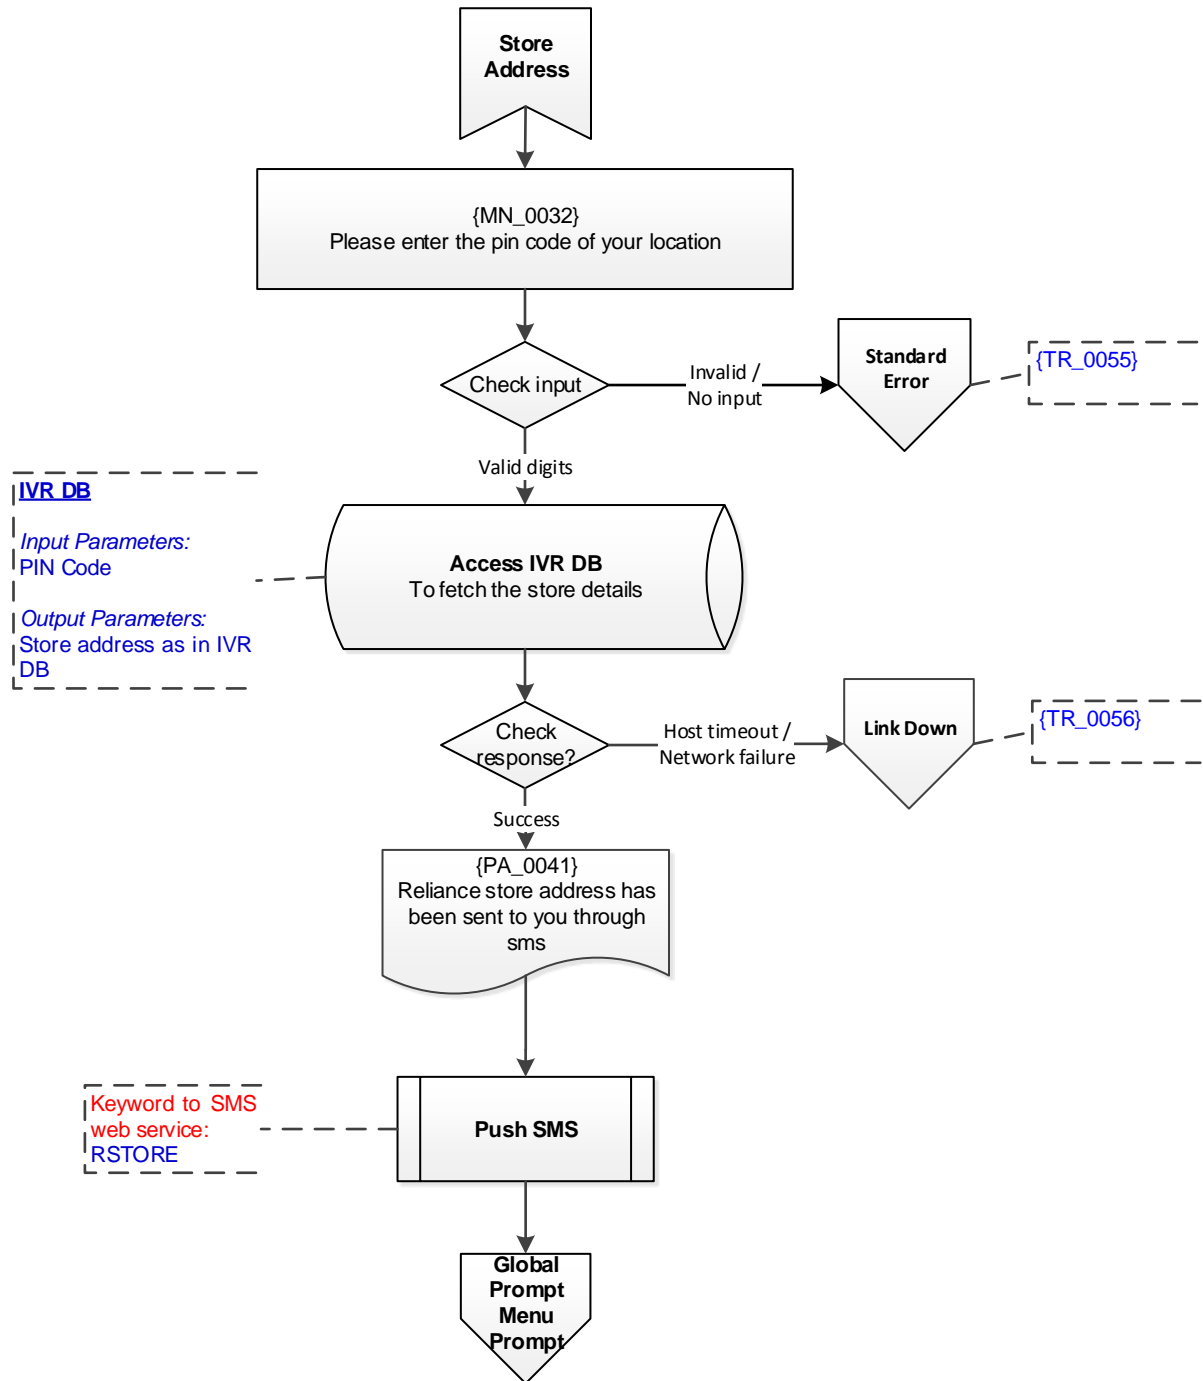 Store
Address
{MN_0032}
Please enter the pin code of your location
Check input
Invalid /
No input
Standard
Error
{TR_0055}
Valid digits
IVR DB
Input Parameters:
PIN Code
Output Parameters:
Store address as in IVR
DB
Access IVR DB
To fetch the store details
Check
response?
Host timeout /
Network failure
Link Down
{TR_0056}
Success
{PA_0041}
Reliance store address has
been sent to you through
sms
Keyword to SMS
web service:
RSTORE
Push SMS
Global
Prompt
Menu
Prompt